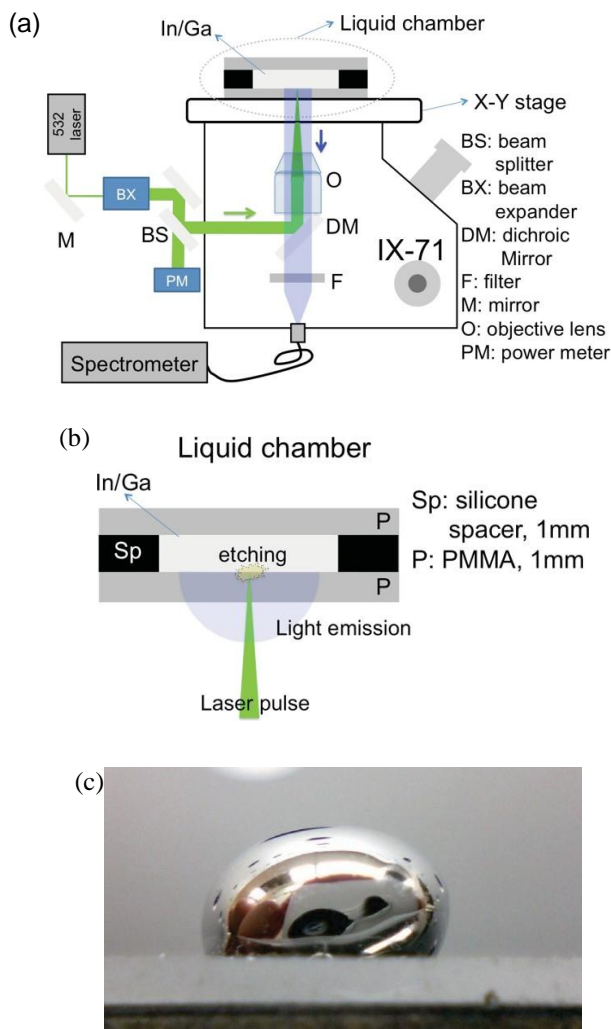 (a)
In/Ga
Liquid chamber
532
laser
X-Y stage
BX
BS
M
PM
O
DM
F
IX-71
Spectrometer
BS: beam
splitter
BX: beam
expander
DM: dichroic
Mirror
F: filter
M: mirror
O: objective lens
PM: power meter
(b)
Liquid chamber
In/Ga
P
Sp
etching
P
Light emission
Laser pulse
Sp: silicone
spacer, 1mm
P: PMMA, 1mm
(c)